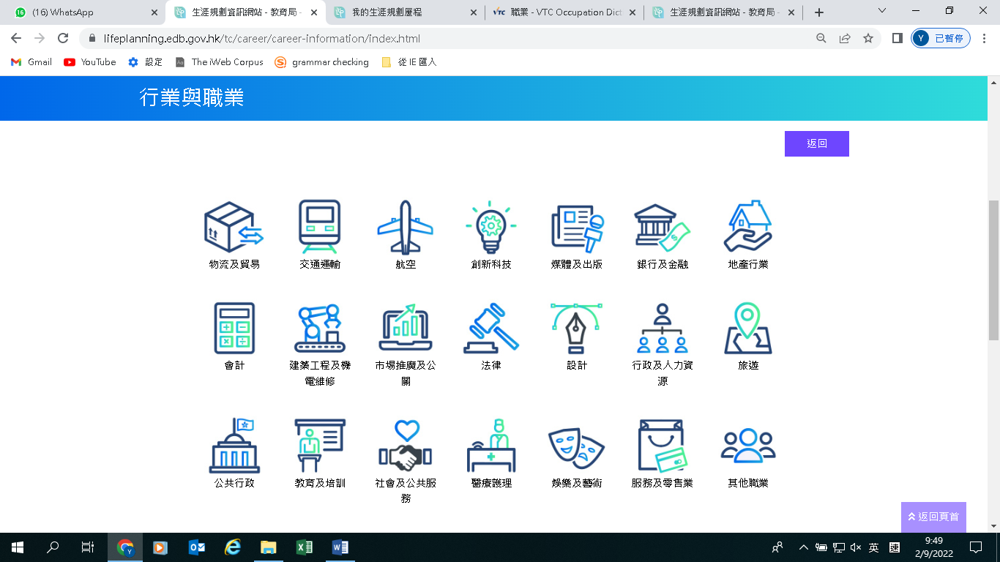 (16) WhatsApp
生涯規劃資訊網站 - 教育局 -
我的生涯規劃歷程
VTC 職業 - VTC Occupation Dict
生涯規劃資訊網站 - 教育局 -
lifeplanning.edb.gov.hk/tc/career/career-information/index.html
Y 已暫停
Gmail
YouTube
設定
The iWeb Corpus
grammar checking
從 IE 匯入
行業與職業
返回
物流及貿易
交通運輸
航空
創新科技
媒體及出版
銀行及金融
地產行業
會計
建築工程及機
電維修
市場推廣及公
關
法律
設計
行政及人力資
源
旅遊
公共行政
教育及培訓
社會及公共服
務
醫療護理
娛樂及藝術
服務及零售業
其他職業
返回頁首
英
速
9:49
2/9/2022